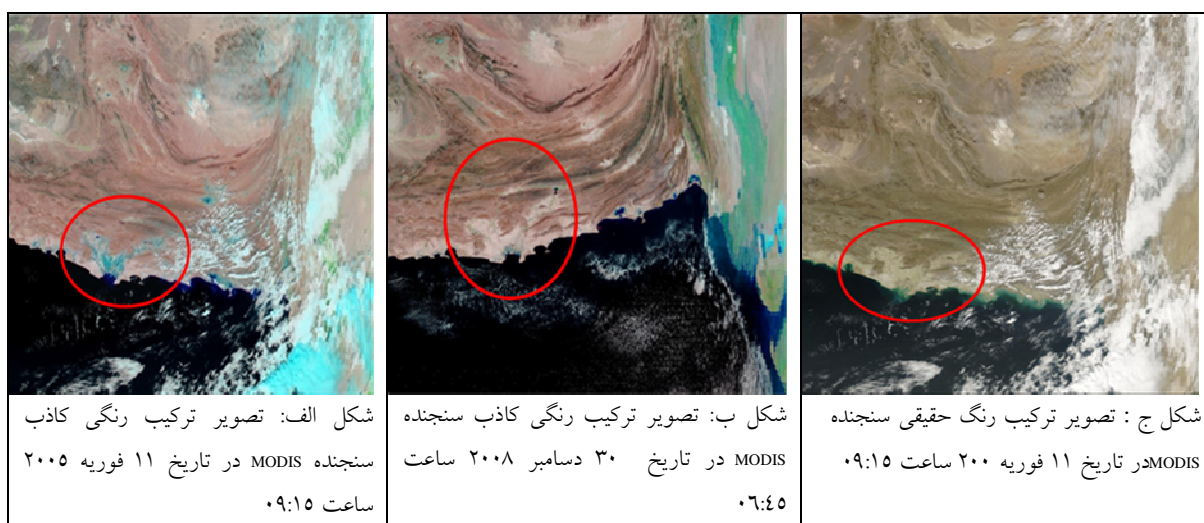 شکل ج : تصویر ترکیب رنگ حقیقی سنجنده
MODISدر تاریخ ۱۱ فوریه ۲۰۰ ساعت ۰۹:۱۵
شکل ب: تصویر ترکیب رنگی کاذب سنجنده
MODIS در تاریخ ۳۰ دسامبر ۲۰۰۸ ساعت
۰٦:٤٥
شکل الف: تصویر ترکیب رنگی کاذب
سنجنده MODIS در تاریخ ۱۱ فوریه ۲۰۰۵
ساعت ۰۹:۱۵